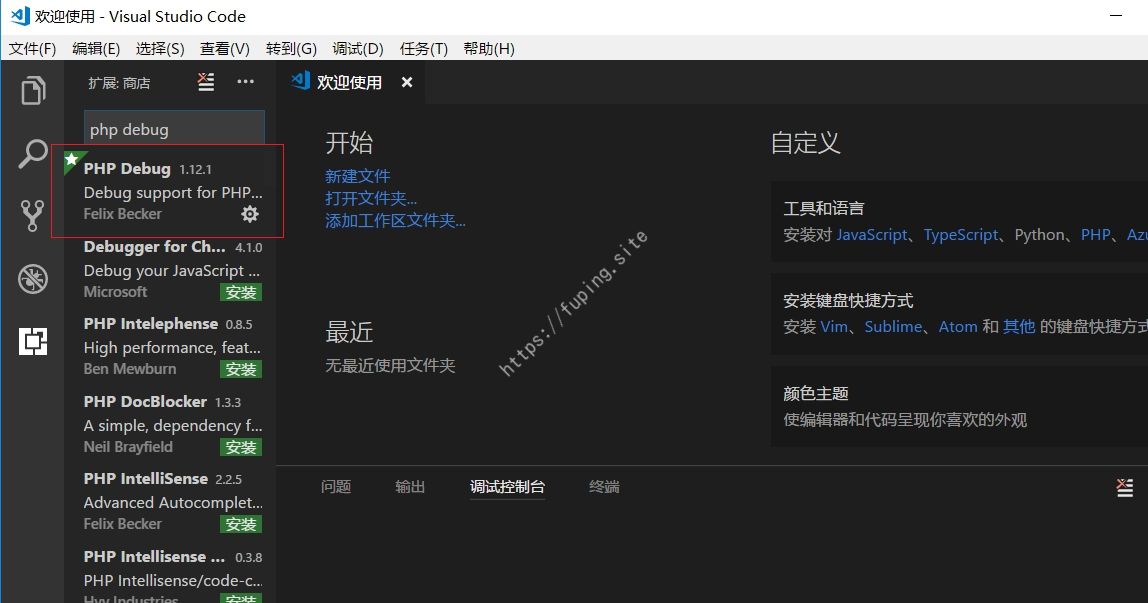 欢迎使用 - Visual Studio Code
文件(F) 编辑(E) 选择(S) 查看(V) 转到(G) 调试(D) 任务(T) 帮助(H)
扩展: 商店
欢迎使用
php debug
PHP Debug 1.12.1
Debug support for PHP...
Felix Becker
Debugger for Ch... 4.1.0
Debug your JavaScript ...
Microsoft 安装
PHP Intelephense 0.8.5
High performance, feat...
Ben Mewburn 安装
PHP DocBlocker 1.3.3
A simple, dependency f...
Neil Brayfield 安装
PHP IntelliSense 2.2.5
Advanced Autocomplet...
Felix Becker 安装
PHP Intellisense ... 0.3.8
PHP Intellisense/code-c...
Hvy Industries 安装
开始
新建文件
打开文件夹...
添加工作区文件夹...
最近
无最近使用文件夹
自定义
工具和语言
安装对 JavaScript、TypeScript、Python、PHP、Azu
安装键盘快捷方式
安装 Vim、Sublime、Atom 和 其他 的键盘快捷方式
颜色主题
使编辑器和代码呈现你喜欢的外观
https://fuping.site
问题 输出 调试控制台 终端